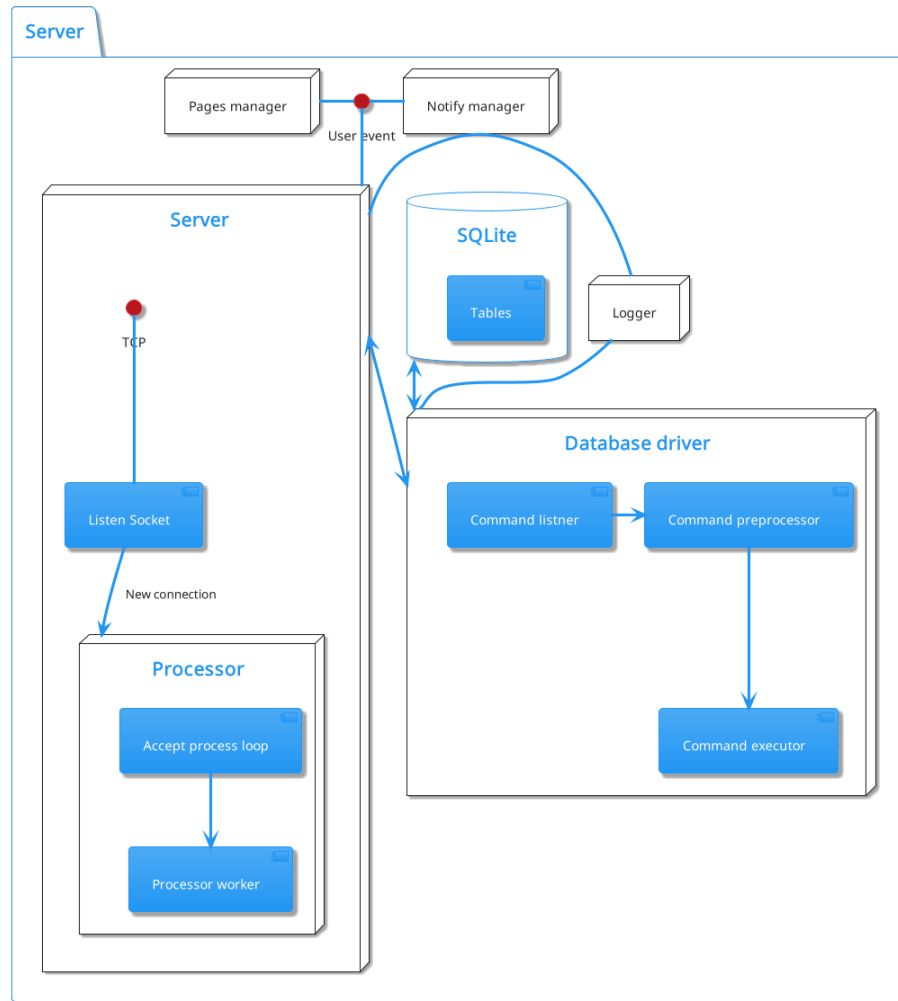 Server
Pages manager
Notify manager
User event
Server
SQLite
Tables
Logger
TCP
Database driver
Listen Socket
Command listner
Command preprocessor
New connection
Processor
Accept process loop
Command executor
Processor worker